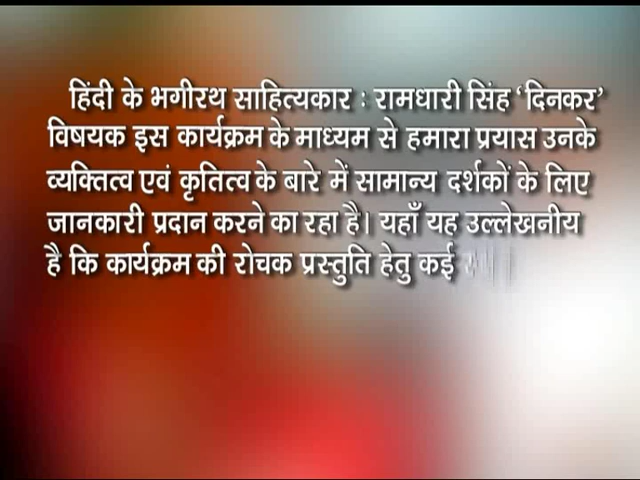 हिंदी के भगीरथ साहित्यकार : रामधारी सिंह ‘दिनकर’
विषयक इस कार्यक्रम के माध्यम से हमारा प्रयास उनके
व्यक्तित्व एवं कृतित्व के बारे में सामान्य दर्शकों के लिए
जानकारी प्रदान करने का रहा है। यहाँ यह उल्लेखनीय
है कि कार्यक्रम की रोचक प्रस्तुति हेतु कई